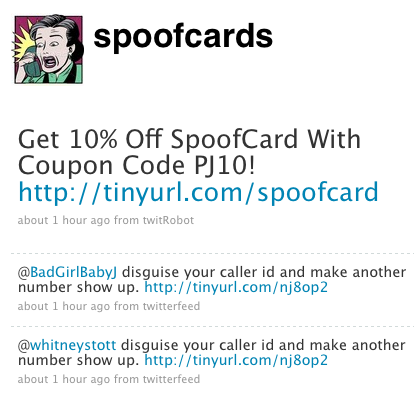 spoofcards
Get 10% Off SpoofCard With
Coupon Code PJ10!
http://tinyurl.com/spoofcard
about 1 hour ago from twitRobot
@BadGirlBabyJ disguise your caller id and make another
number show up. http://tinyurl.com/nj8op2
about 1 hour ago from twitterfeed
@whitneystott disguise your caller id and make another
number show up. http://tinyurl.com/nj8op2
about 1 hour ago from twitterfeed